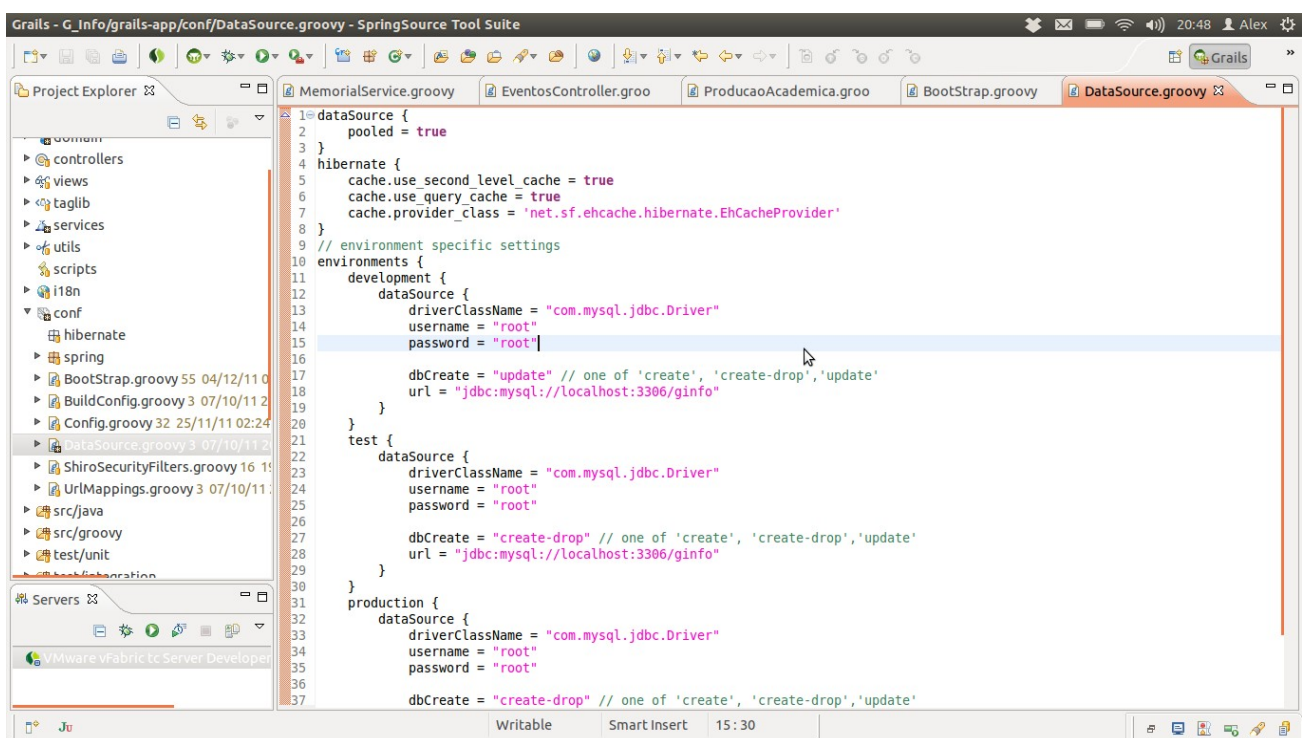 Grails - G_Info/grails-app/conf/DataSource.groovy - SpringSource Tool Suite
20:48 Alex
Grails
»
Project Explorer
controllers
views
taglib
services
utils
scripts
i18n
conf
hibernate
spring
BootStrap.groovy 55 04/12/11 0
BuildConfig.groovy 3 07/10/11 2
Config.groovy 32 25/11/11 02:24
DataSource.groovy 3 07/10/11 2
ShiroSecurityFilters.groovy 16 19
UrlMappings.groovy 3 07/10/11
src/java
src/groovy
test/unit
test/integration
Servers
VMware vFabric tc Server Developer
MemorialService.groovy EventosController.groo ProducaoAcademica.groo BootStrap.groovy DataSource.groovy
1 dataSource {
2 pooled = true
3 }
4 hibernate {
5 cache.use_second_level_cache = true
6 cache.use_query_cache = true
7 cache.provider_class = 'net.sf.ehcache.hibernate.EhCacheProvider'
8 }
9 // environment specific settings
10 environments {
11 development {
12 dataSource {
13 driverClassName = "com.mysql.jdbc.Driver"
14 username = "root"
15 password = "root"
16
17 dbCreate = "update" // one of 'create', 'create-drop','update'
18 url = "jdbc:mysql://localhost:3306/ginfo"
19 }
20 }
21 test {
22 dataSource {
23 driverClassName = "com.mysql.jdbc.Driver"
24 username = "root"
25 password = "root"
26
27 dbCreate = "create-drop" // one of 'create', 'create-drop','update'
28 url = "jdbc:mysql://localhost:3306/ginfo"
29 }
30 }
31 production {
32 dataSource {
33 driverClassName = "com.mysql.jdbc.Driver"
34 username = "root"
35 password = "root"
36
37 dbCreate = "create-drop" // one of 'create', 'create-drop','update'
Ju
Writable Smart Insert 15:30